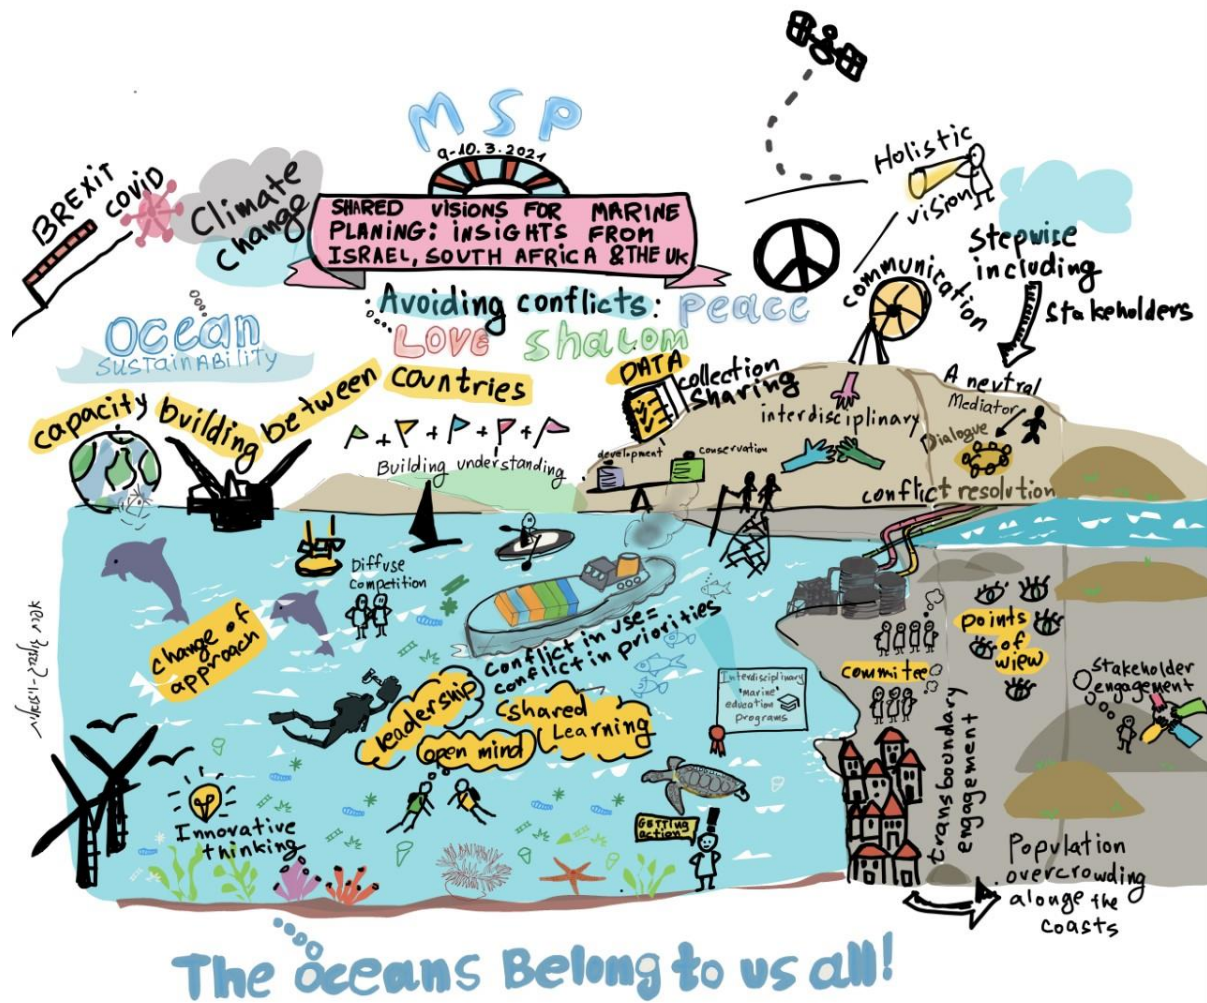 MSP
9-10.3.2021
SHARED VISIONS FOR MARINE
PLANING: INSIGHTS FROM
ISRAEL, SOUTH AFRICA & THE UK
BREXIT
COVID
Climate
change
Holistic
vision
Stepwise
including
stakeholders
communication
Avoiding conflicts: Peace
LOVE shalom
OCEAN
SUSTAINABILITY
capacity building between countries
Building understanding
DATA
collection
Sharing
interdisciplinary
development
conservation
A neutral
Mediator
Dialogue
conflict resolution
Diffuse
competition
change of
approach
conflict in use=
conflict in priorities
leadership
shared
Learning
open mind
Interdisciplinary
'marine'
education
programs
committee
points
of
wiew
stakeholder
engagement
transboundary
engagement
Innovative
thinking
GETTING
action
Population
overcrowding
alouge the
coasts
The oceans Belong to us all!